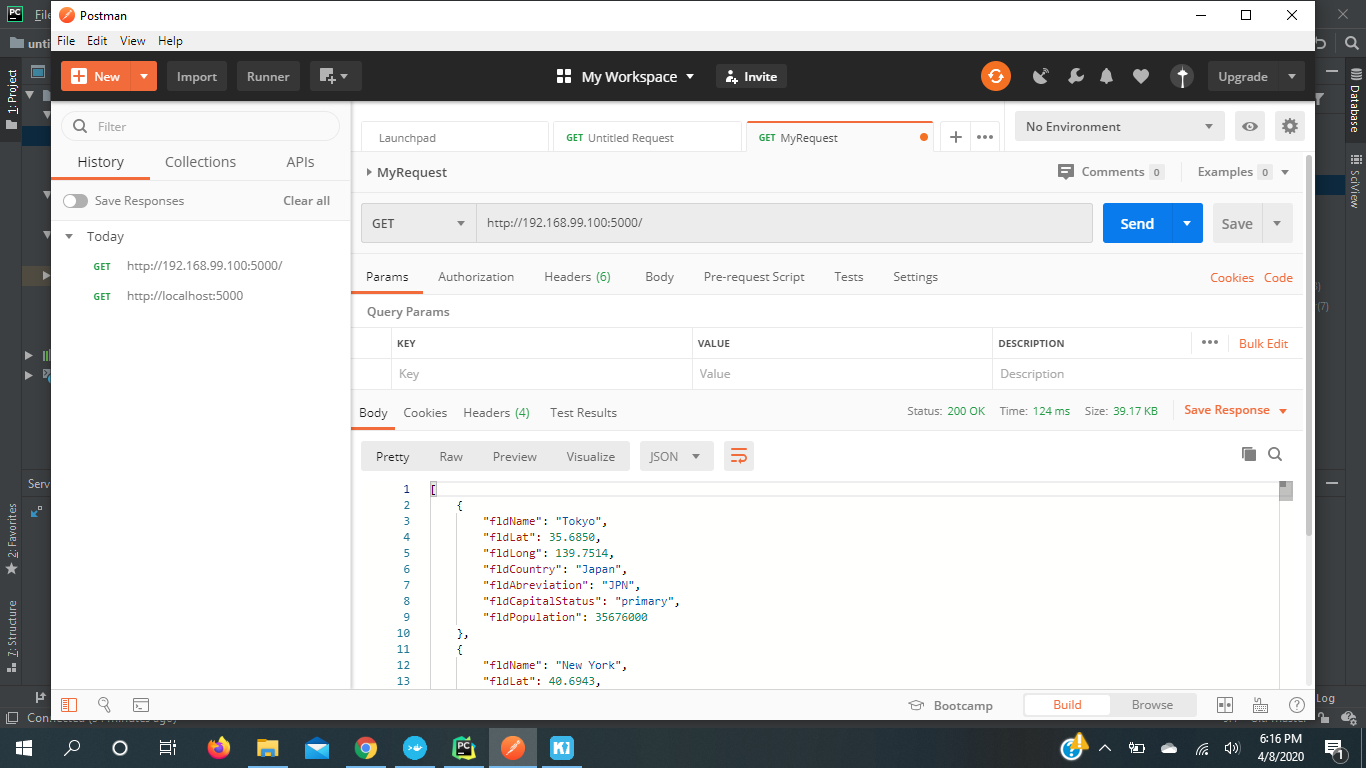 PC File
Postman
File Edit View Help
New Import Runner My Workspace Invite Upgrade
Filter
History Collections APIs
Save Responses Clear all
Today
GET http://192.168.99.100:5000/
GET http://localhost:5000
Launchpad GET Untitled Request GET MyRequest No Environment
MyRequest Comments 0 Examples 0
GET http://192.168.99.100:5000/ Send Save
Params Authorization Headers (6) Body Pre-request Script Tests Settings Cookies Code
Query Params
KEY VALUE DESCRIPTION Bulk Edit
Key Value Description
Body Cookies Headers (4) Test Results Status: 200 OK Time: 124 ms Size: 39.17 KB Save Response
Pretty Raw Preview Visualize JSON
1 [
2 {
3 "fldName": "Tokyo",
4 "fldLat": 35.6850,
5 "fldLong": 139.7514,
6 "fldCountry": "Japan",
7 "fldAbreviation": "JPN",
8 "fldCapitalStatus": "primary",
9 "fldPopulation": 35676000
10 },
11 {
12 "fldName": "New York",
13 "fldLat": 40.6943,
Bootcamp Build Browse
1: Project
2: Favorites
7: Structure
Database
SciView
Serv
Log
6:16 PM
4/8/2020